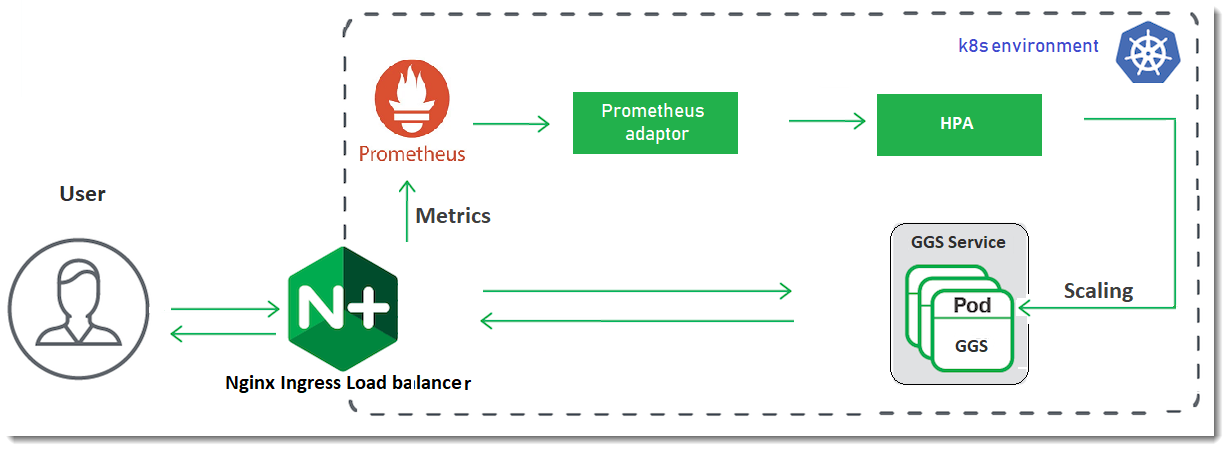 k8s environment
Prometheus
Prometheus
adaptor
HPA
User
Metrics
GGS Service
Pod
GGS
Scaling
N+
Nginx Ingress Load balancer